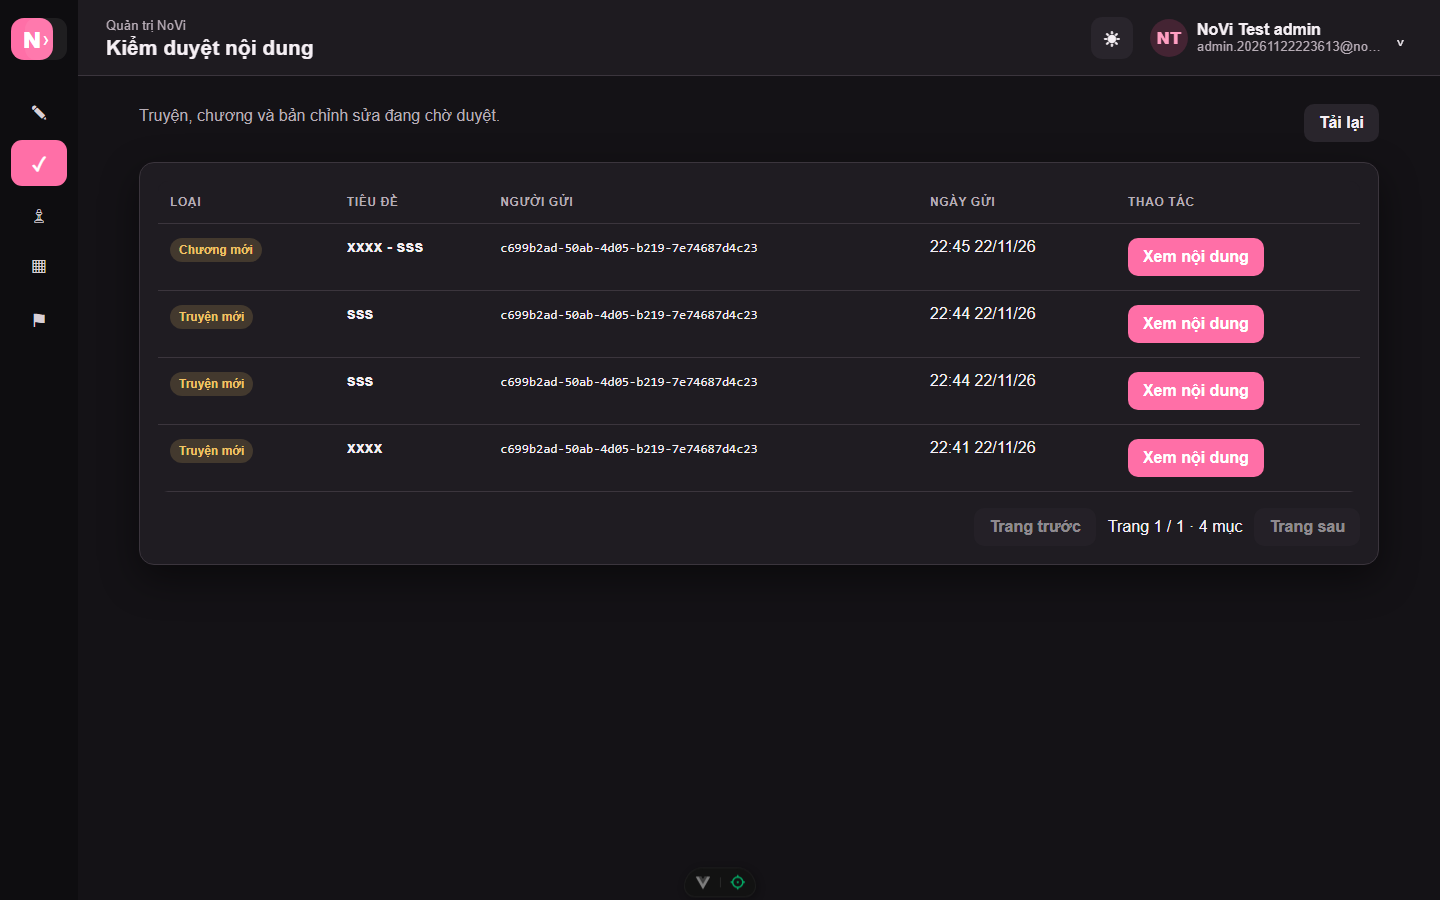 N›
Quản trị NoVi
Kiểm duyệt nội dung
NT
NoVi Test admin
admin.20261122223613@no...
v
Truyện, chương và bản chỉnh sửa đang chờ duyệt.
Tải lại
LOẠI TIÊU ĐỀ NGƯỜI GỬI NGÀY GỬI THAO TÁC
Chương mới xxxx - sss c699b2ad-50ab-4d05-b219-7e74687d4c23 22:45 22/11/26 Xem nội dung
Truyện mới sss c699b2ad-50ab-4d05-b219-7e74687d4c23 22:44 22/11/26 Xem nội dung
Truyện mới sss c699b2ad-50ab-4d05-b219-7e74687d4c23 22:44 22/11/26 Xem nội dung
Truyện mới xxxx c699b2ad-50ab-4d05-b219-7e74687d4c23 22:41 22/11/26 Xem nội dung
Trang trước Trang 1 / 1 · 4 mục Trang sau